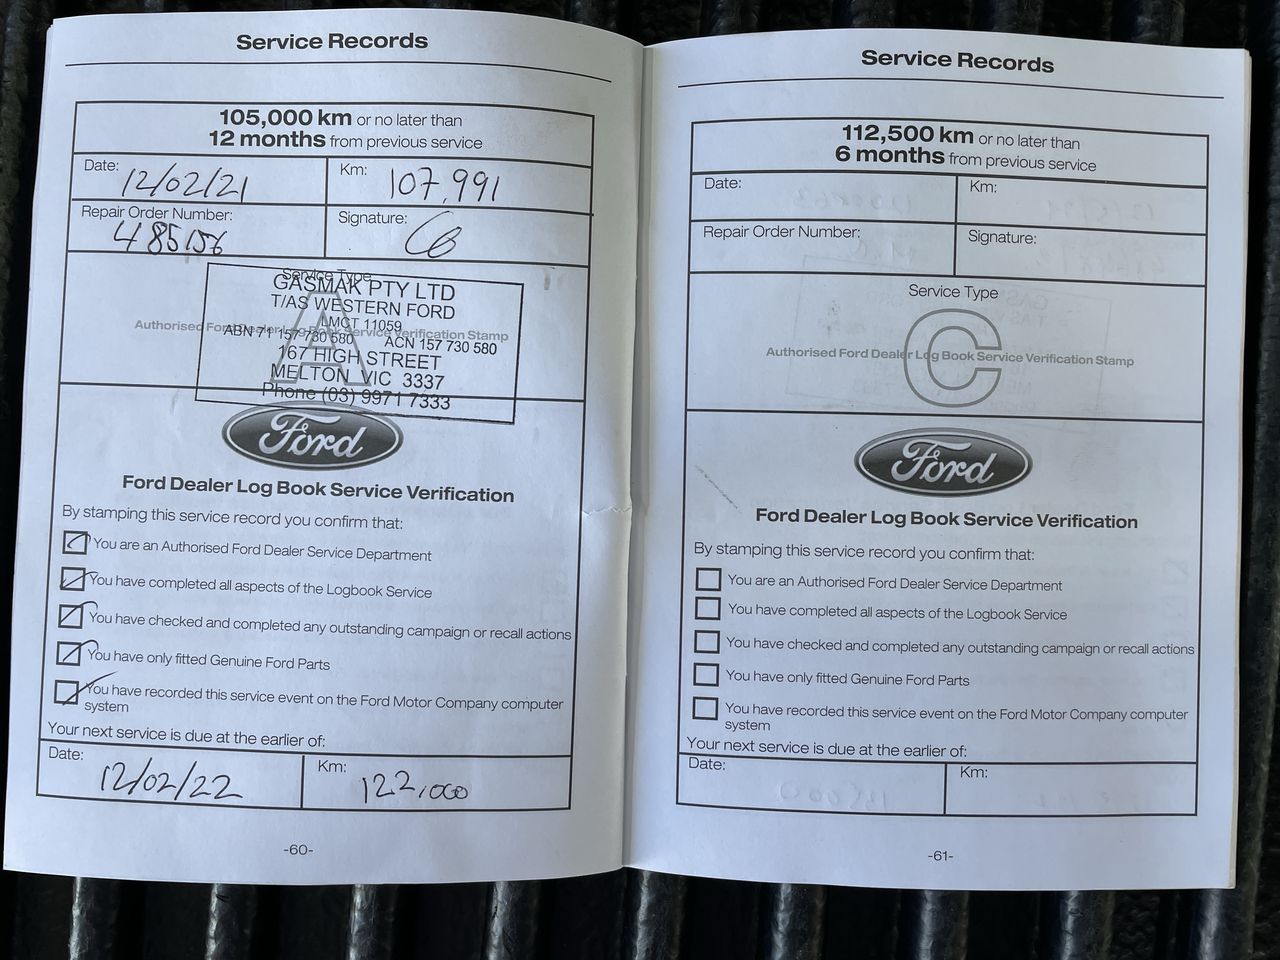 Service Records
105,000 km or no later than
12 months from previous service
Date: 12/02/21
Km: 107,991
Repair Order Number: 485156
Signature:
Service Type
A
Authorised Ford Dealer Log Book Service Verification Stamp
GASMAK PTY LTD
T/AS WESTERN FORD
LMCT 11059
ABN 71 157 730 580 ACN 157 730 580
167 HIGH STREET
MELTON VIC 3337
Phone (03) 9971 7333
Ford
Ford Dealer Log Book Service Verification
By stamping this service record you confirm that:
You are an Authorised Ford Dealer Service Department
You have completed all aspects of the Logbook Service
You have checked and completed any outstanding campaign or recall actions
You have only fitted Genuine Ford Parts
You have recorded this service event on the Ford Motor Company computer
system
Your next service is due at the earlier of:
Date: 12/02/22
Km: 122,000
-60-
Service Records
112,500 km or no later than
6 months from previous service
Date:
Km:
Repair Order Number:
Signature:
Service Type
C
Authorised Ford Dealer Log Book Service Verification Stamp
Ford
Ford Dealer Log Book Service Verification
By stamping this service record you confirm that:
You are an Authorised Ford Dealer Service Department
You have completed all aspects of the Logbook Service
You have checked and completed any outstanding campaign or recall actions
You have only fitted Genuine Ford Parts
You have recorded this service event on the Ford Motor Company computer
system
Your next service is due at the earlier of:
Date:
Km:
-61-